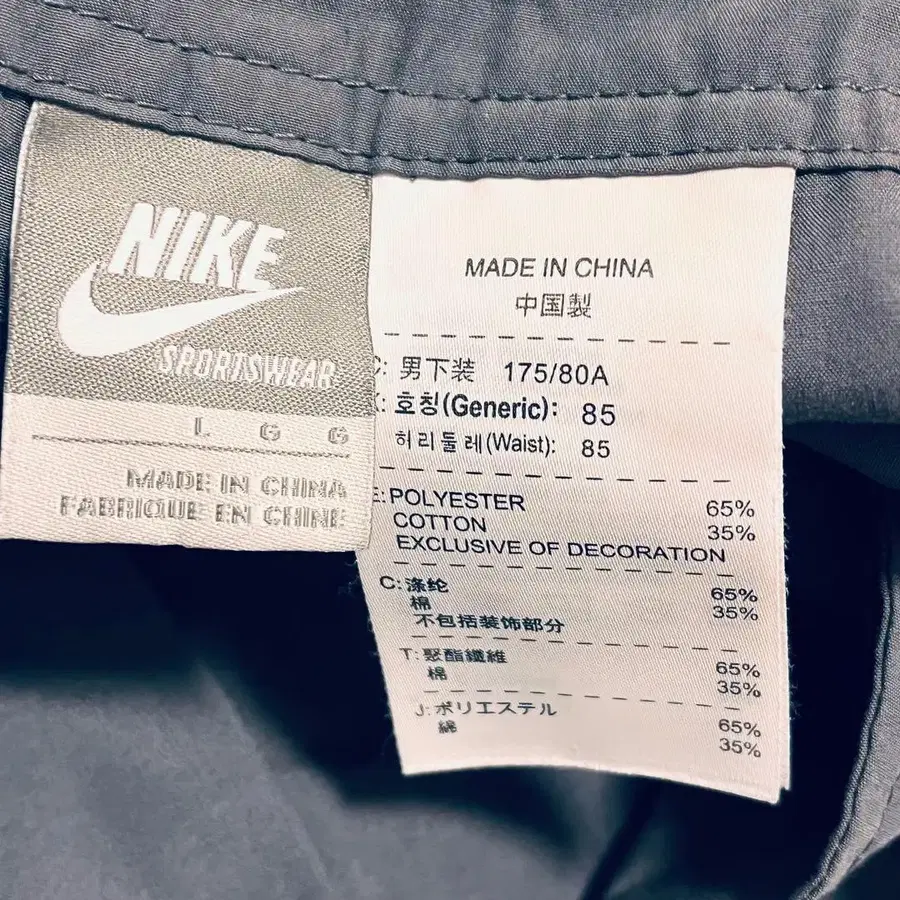 NIKE
SPORTSWEAR
L G G
MADE IN CHINA
FABRIQUE EN CHINE
MADE IN CHINA
中国製
C: 男下装 175/80A
K: 호칭(Generic): 85
허리둘레(Waist): 85
E: POLYESTER 65%
COTTON 35%
EXCLUSIVE OF DECORATION
C: 涤纶 65%
棉 35%
不包括装饰部分
T: 聚酯纖維 65%
棉 35%
J: ポリエステル 65%
綿 35%